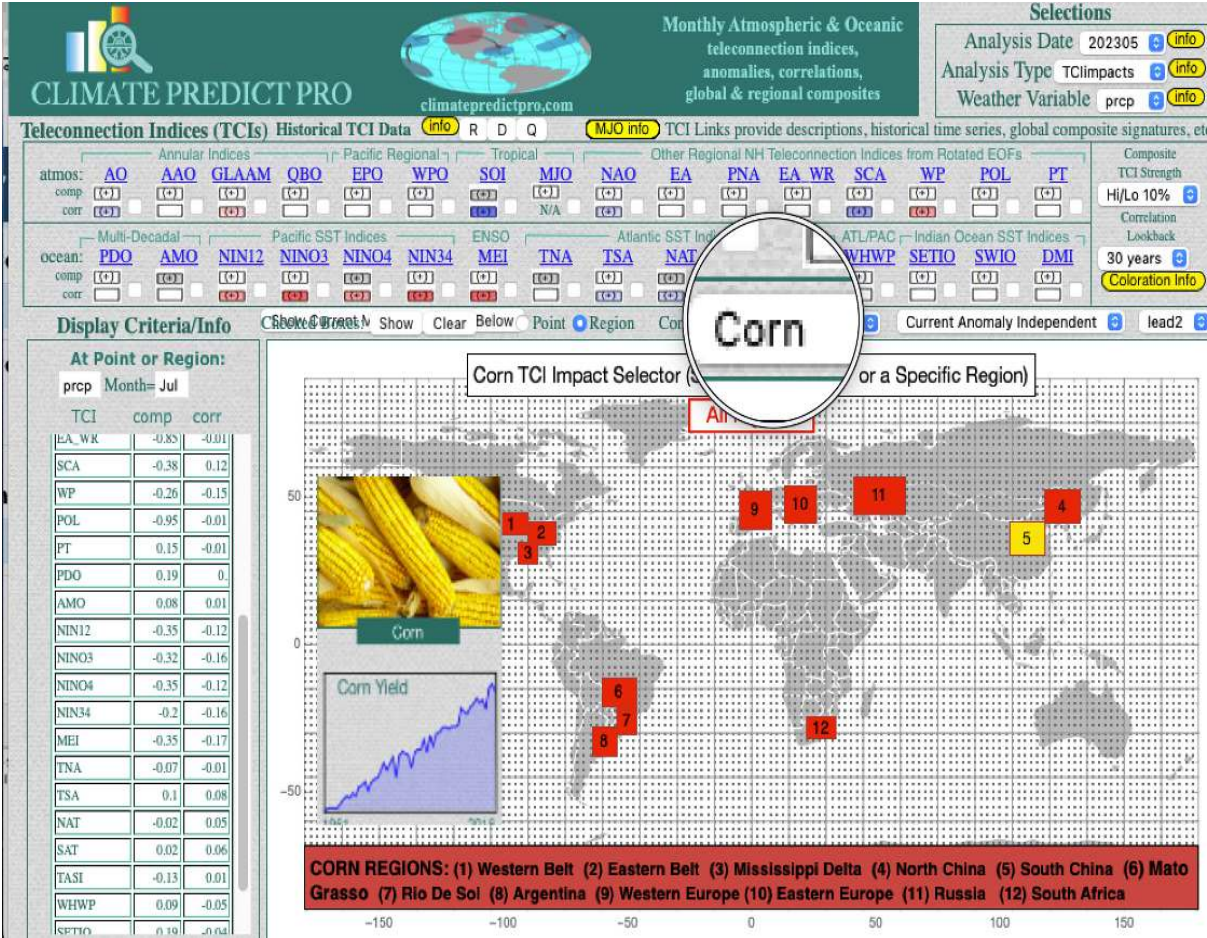 CLIMATE PREDICT PRO
climatepredictpro,com
Monthly Atmospheric & Oceanic
teleconnection indices,
anomalies, correlations,
global & regional composites
Selections
Analysis Date 202305 info
Analysis Type TCIimpacts info
Weather Variable prcp info
Teleconnection Indices (TCIs) Historical TCI Data info R D Q MJO info TCI Links provide descriptions, historical time series, global composite signatures, etc
Annular Indices Pacific Regional Tropical Other Regional NH Teleconnection Indices from Rotated EOFs
atmos: AO AAO GLAAM QBO EPO WPO SOI MJO NAO EA PNA EA_WR SCA WP POL PT
comp (+) (+) (+) (+) (+) (+) (+) (+) (+) (+) (+) (+) (+) (+) (+) (+)
corr (+) (+) (+) N/A (+) (+) (+)
Composite
TCI Strength
Hi/Lo 10%
Correlation
Lookback
30 years
Coloration Info
Multi-Decadal Pacific SST Indices ENSO Atlantic SST Ind ATL/PAC Indian Ocean SST Indices
ocean: PDO AMO NIN12 NINO3 NINO4 NIN34 MEI TNA TSA NAT WHWP SETIO SWIO DMI
comp (+) (+) (+) (+) (+) (+) (+) (+) (+) (+) (+) (+) (+)
corr (+) (+) (+) (+) (+) (+) (+)
Display Criteria/Info
Show Clear Below Point Region Cor Corn Current Anomaly Independent lead2
At Point or Region:
prcp Month= Jul
TCI comp corr
EA_WR -0.85 -0.01
SCA -0.38 0.12
WP -0.26 -0.15
POL -0.95 -0.01
PT 0.15 -0.01
PDO 0.19 0.
AMO 0.08 0.01
NIN12 -0.35 -0.12
NINO3 -0.32 -0.16
NINO4 -0.35 -0.12
NIN34 -0.2 -0.16
MEI -0.35 -0.17
TNA -0.07 -0.01
TSA 0.1 0.08
NAT -0.02 0.05
SAT 0.02 0.06
TASI -0.13 0.01
WHWP 0.09 -0.05
SETIO 0.19 -0.04
Corn TCI Impact Selector (S or a Specific Region)
All
50
0
−50
1 2 3 4 5 6 7 8 9 10 11 12
Corn
Corn Yield
1961 2018
CORN REGIONS: (1) Western Belt (2) Eastern Belt (3) Mississippi Delta (4) North China (5) South China (6) Mato
Grasso (7) Rio De Sol (8) Argentina (9) Western Europe (10) Eastern Europe (11) Russia (12) South Africa
−150 −100 −50 0 50 100 150